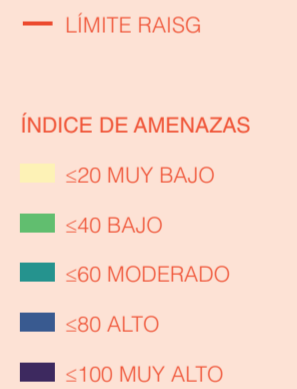 LÍMITE RAISG
ÍNDICE DE AMENAZAS
≤20 MUY BAJO
≤40 BAJO
≤60 MODERADO
≤80 ALTO
≤100 MUY ALTO